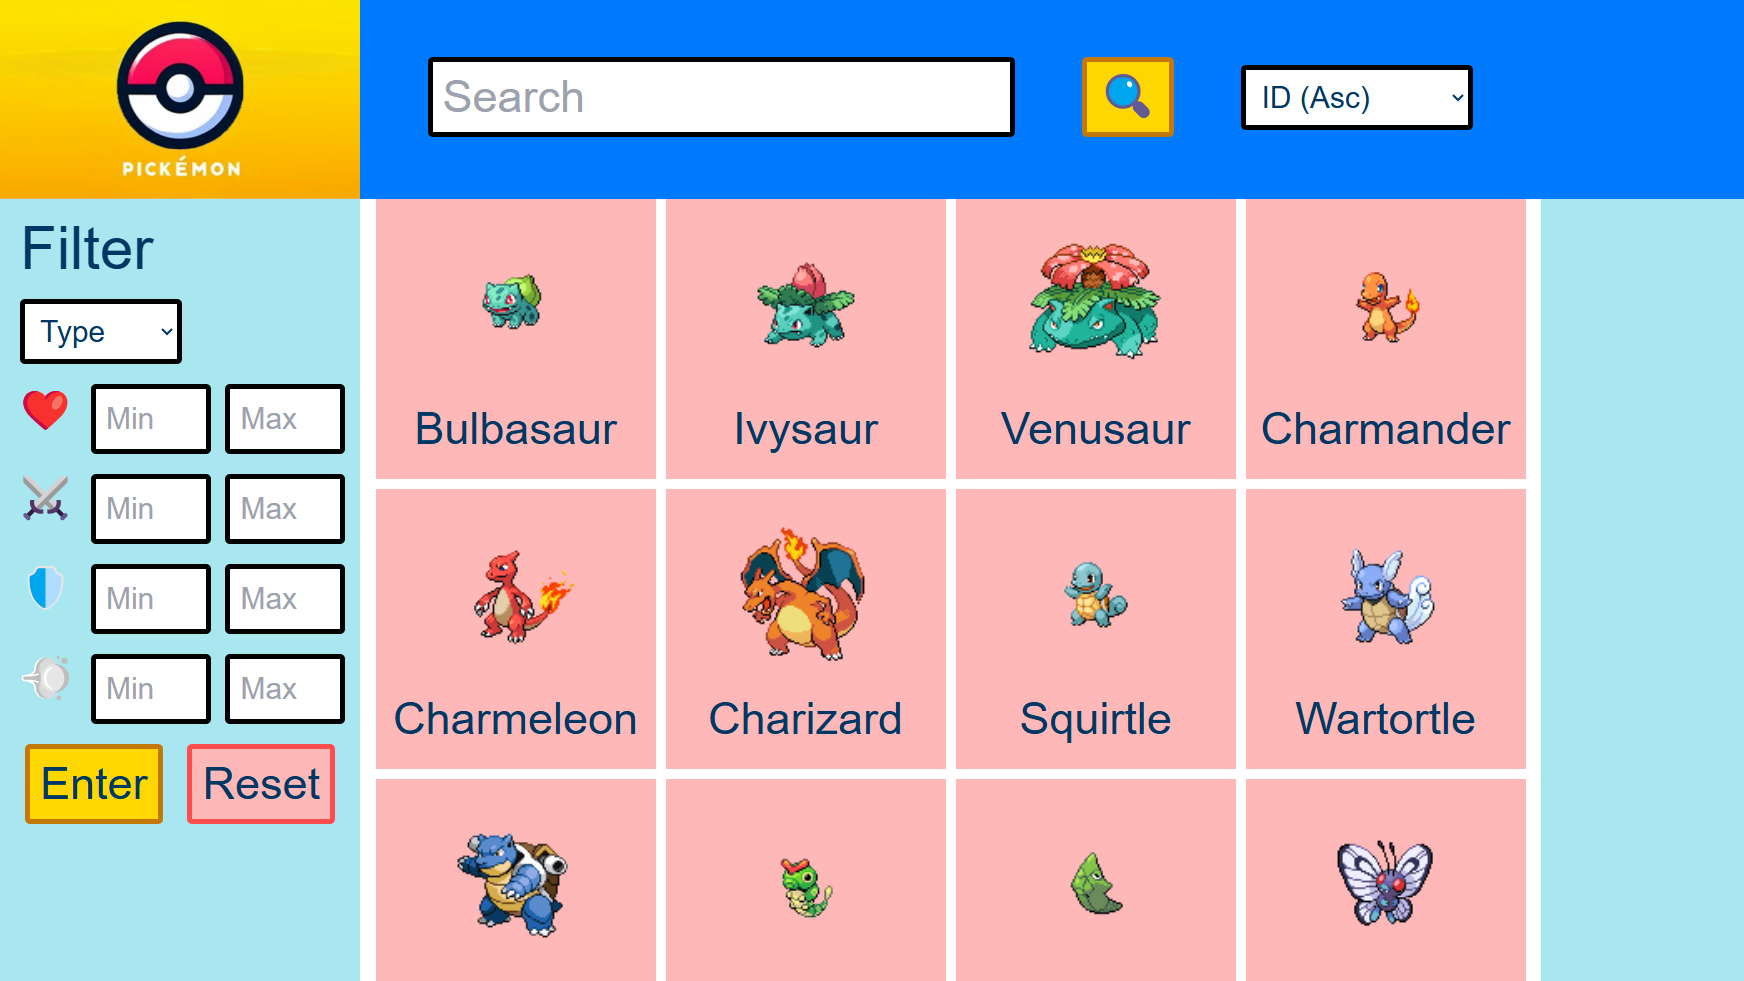 PICKÉMON
Search
ID (Asc)
Filter
Type
Min Max
Min Max
Min Max
Min Max
Enter Reset
Bulbasaur Ivysaur Venusaur Charmander
Charmeleon Charizard Squirtle Wartortle